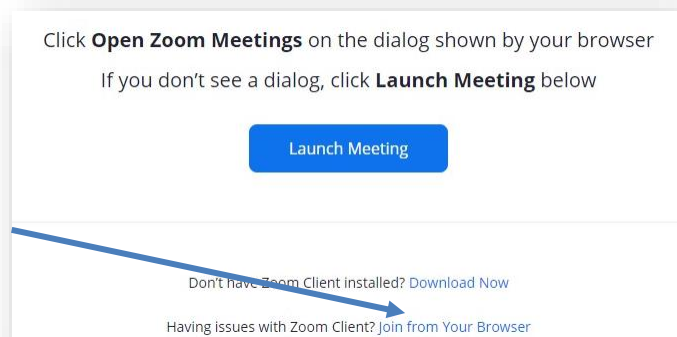 Click Open Zoom Meetings on the dialog shown by your browser
If you don't see a dialog, click Launch Meeting below
Launch Meeting
Don't have Zoom Client installed? Download Now
Having issues with Zoom Client? Join from Your Browser